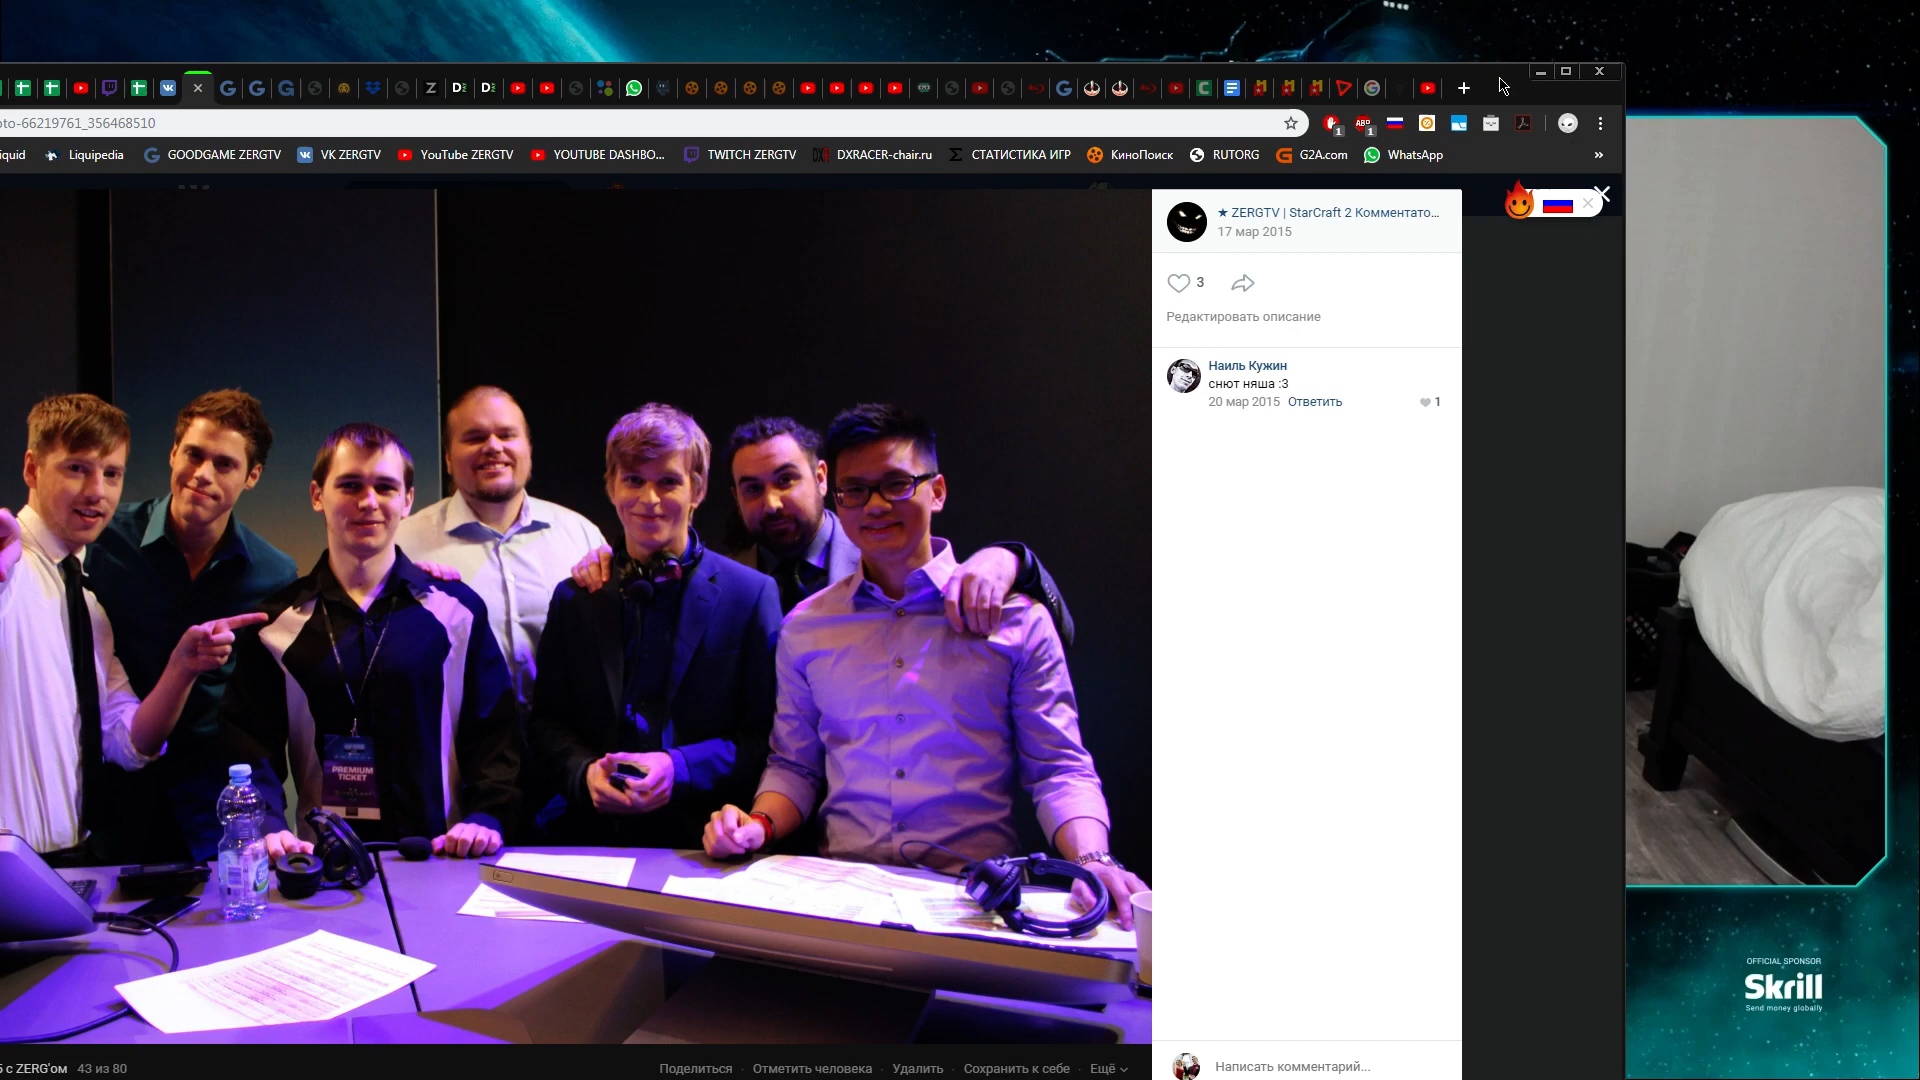 oto-66219761_356468510
iquid
Liquipedia
GOODGAME ZERGTV
VK ZERGTV
YouTube ZERGTV
YOUTUBE DASHBO...
TWITCH ZERGTV
DXRACER-chair.ru
СТАТИСТИКА ИГР
КиноПоиск
RUTORG
G2A.com
WhatsApp
★ ZERGTV | StarCraft 2 Комментато...
17 мар 2015
3
Редактировать описание
Наиль Кужин
снют няша :3
20 мар 2015 Ответить
1
PREMIUM
TICKET
OFFICIAL SPONSOR
Skrill
Send money globally
5 с ZERG'ом 43 из 80
Поделиться · Отметить человека · Удалить · Сохранить к себе · Ещё
Написать комментарий...